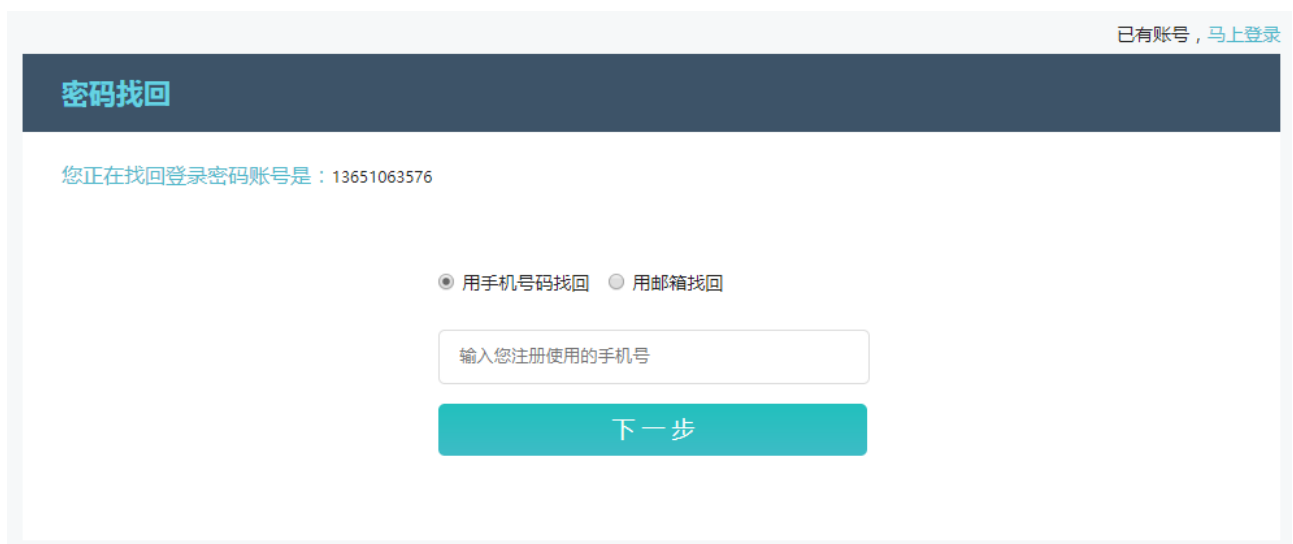 已有账号，马上登录
密码找回
您正在找回登录密码账号是：13651063576
用手机号码找回 用邮箱找回
输入您注册使用的手机号
下一步